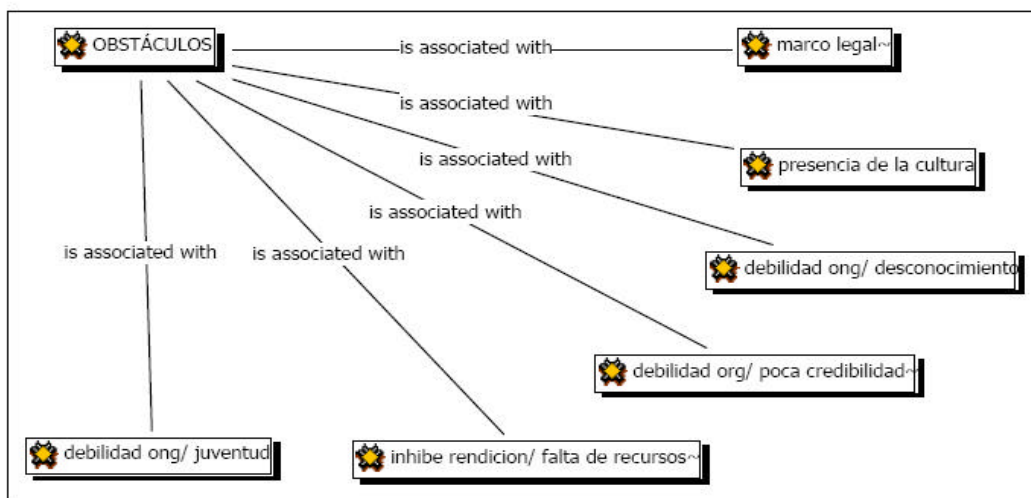 OBSTÁCULOS
is associated with
marco legal~
is associated with
presencia de la cultura
is associated with
debilidad ong/ desconocimiento
is associated with
debilidad org/ poca credibilidad~
is associated with
is associated with
debilidad ong/ juventud
inhibe rendicion/ falta de recursos~